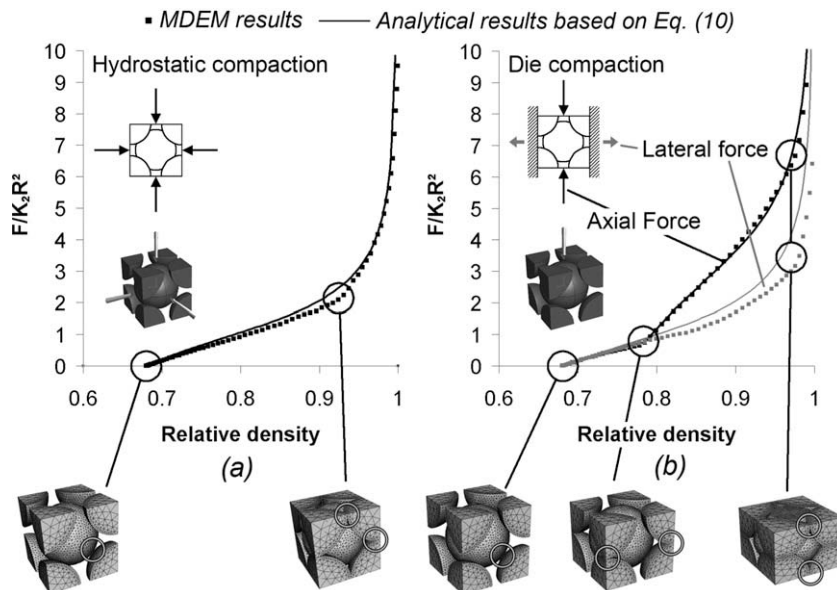 MDEM results
Analytical results based on Eq. (10)
10
9
8
7
6
5
4
3
2
1
0
F/K₂R²
Hydrostatic compaction
0.6
0.7
0.8
0.9
1
Relative density
(a)
10
9
8
7
6
5
4
3
2
1
0
F/K₂R²
Die compaction
Lateral force
Axial Force
0.6
0.7
0.8
0.9
1
Relative density
(b)